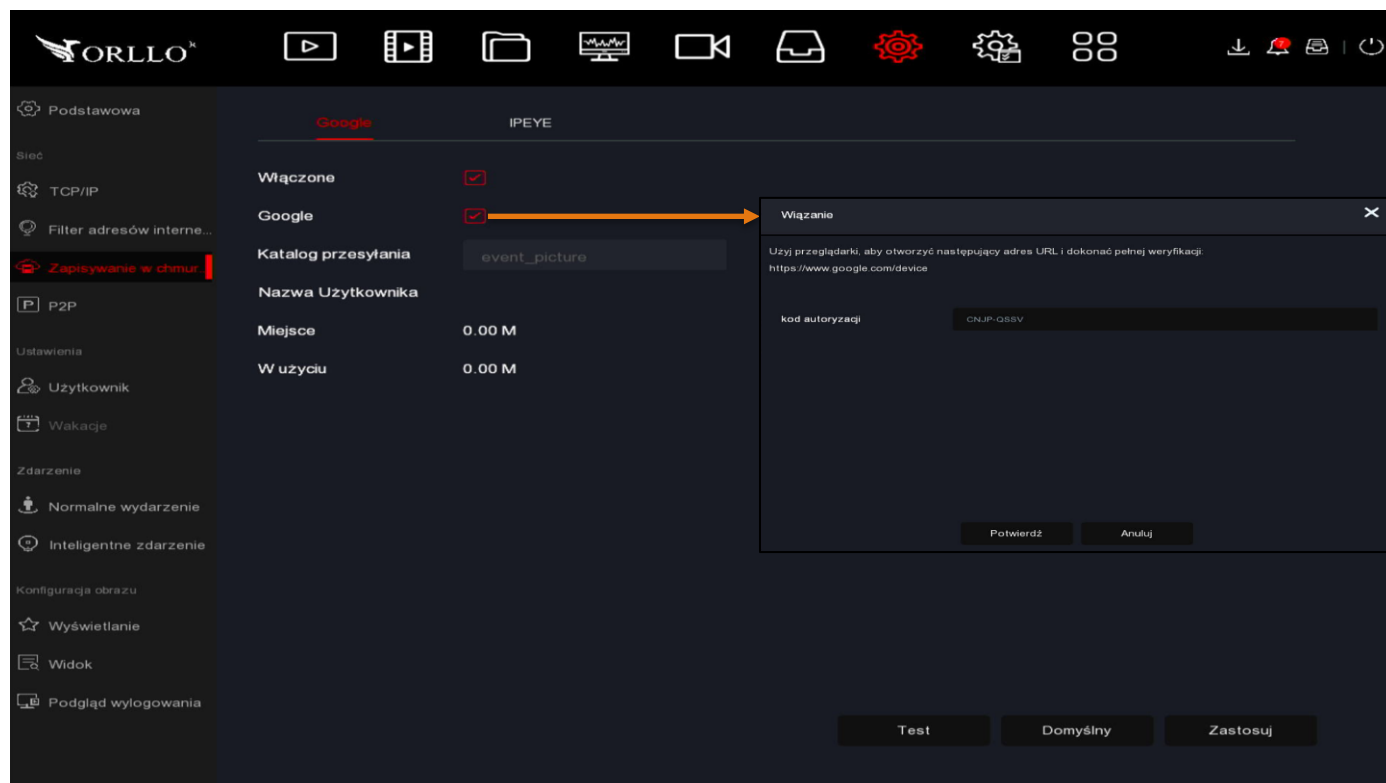 ORLLO
Podstawowa
Sieć
TCP/IP
Filter adresów interne...
Zapisywanie w chmur...
P P2P
Ustawienia
Użytkownik
Wakacje
Zdarzenie
Normalne wydarzenie
Inteligentne zdarzenie
Konfiguracja obrazu
Wyświetlanie
Widok
Podgląd wylogowania
Google IPEYE
Włączone
Google
Katalog przesyłania event_picture
Nazwa Użytkownika
Miejsce 0.00 M
W użyciu 0.00 M
Wiązanie
Użyj przeglądarki, aby otworzyć następujący adres URL i dokonać pełnej weryfikacji:
https://www.google.com/device
kod autoryzacji CNJP-QSSV
Potwierdź Anuluj
Test Domyślny Zastosuj